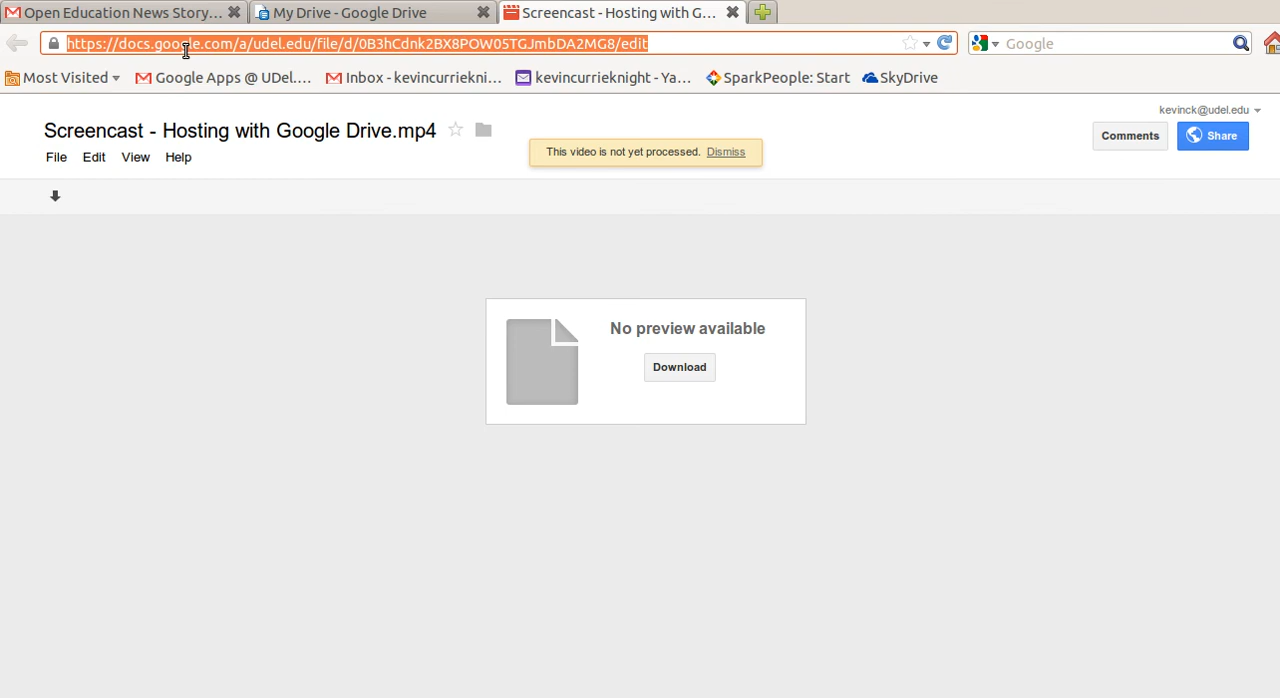 Open Education News Story... My Drive - Google Drive Screencast - Hosting with G...
https://docs.google.com/a/udel.edu/file/d/0B3hCdnk2BX8POW05TGJmbDA2MG8/edit Google
Most Visited Google Apps @ UDel.... Inbox - kevincurriekni... kevincurrieknight - Ya... SparkPeople: Start SkyDrive
kevinck@udel.edu
Screencast - Hosting with Google Drive.mp4
Comments Share
This video is not yet processed. Dismiss
File Edit View Help
No preview available
Download